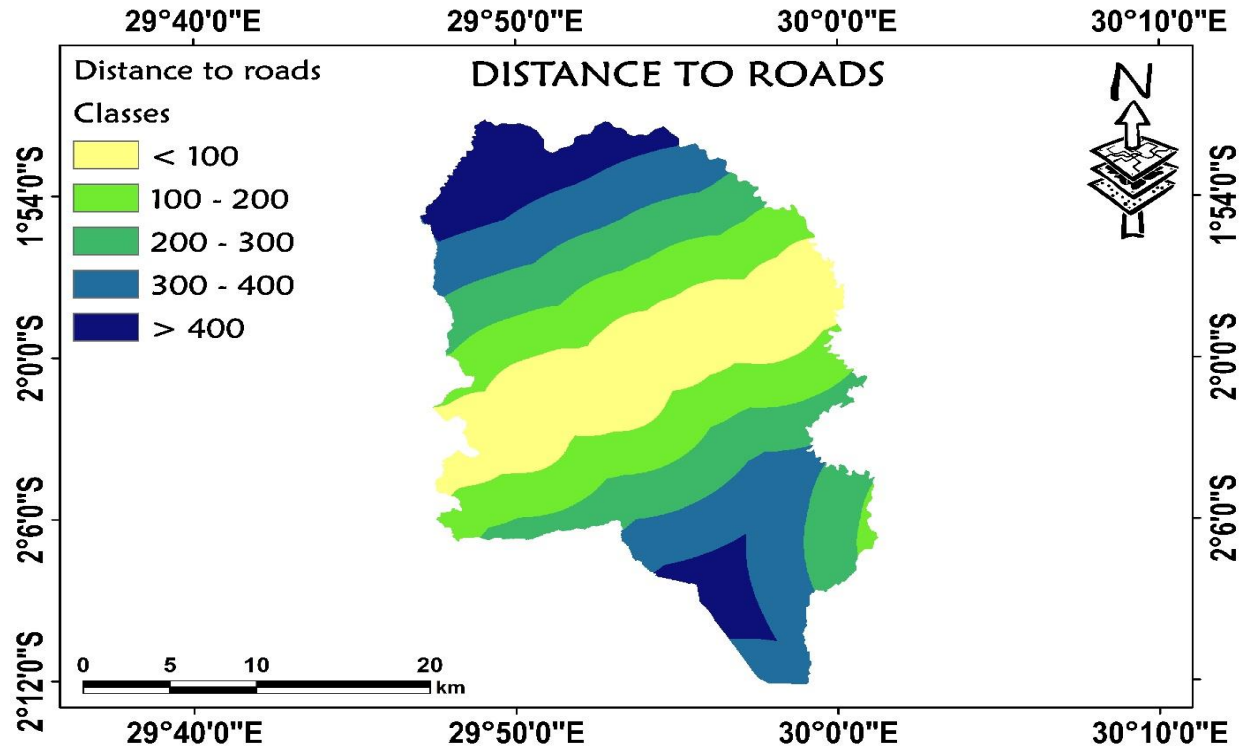 29°40'0"E 29°50'0"E 30°0'0"E 30°10'0"E
Distance to roads
Classes
< 100
100 - 200
200 - 300
300 - 400
> 400
DISTANCE TO ROADS
N
1°54'0"S
2°0'0"S
2°6'0"S
2°12'0"S
1°54'0"S
2°0'0"S
2°6'0"S
0 5 10 20
km
29°40'0"E 29°50'0"E 30°0'0"E 30°10'0"E